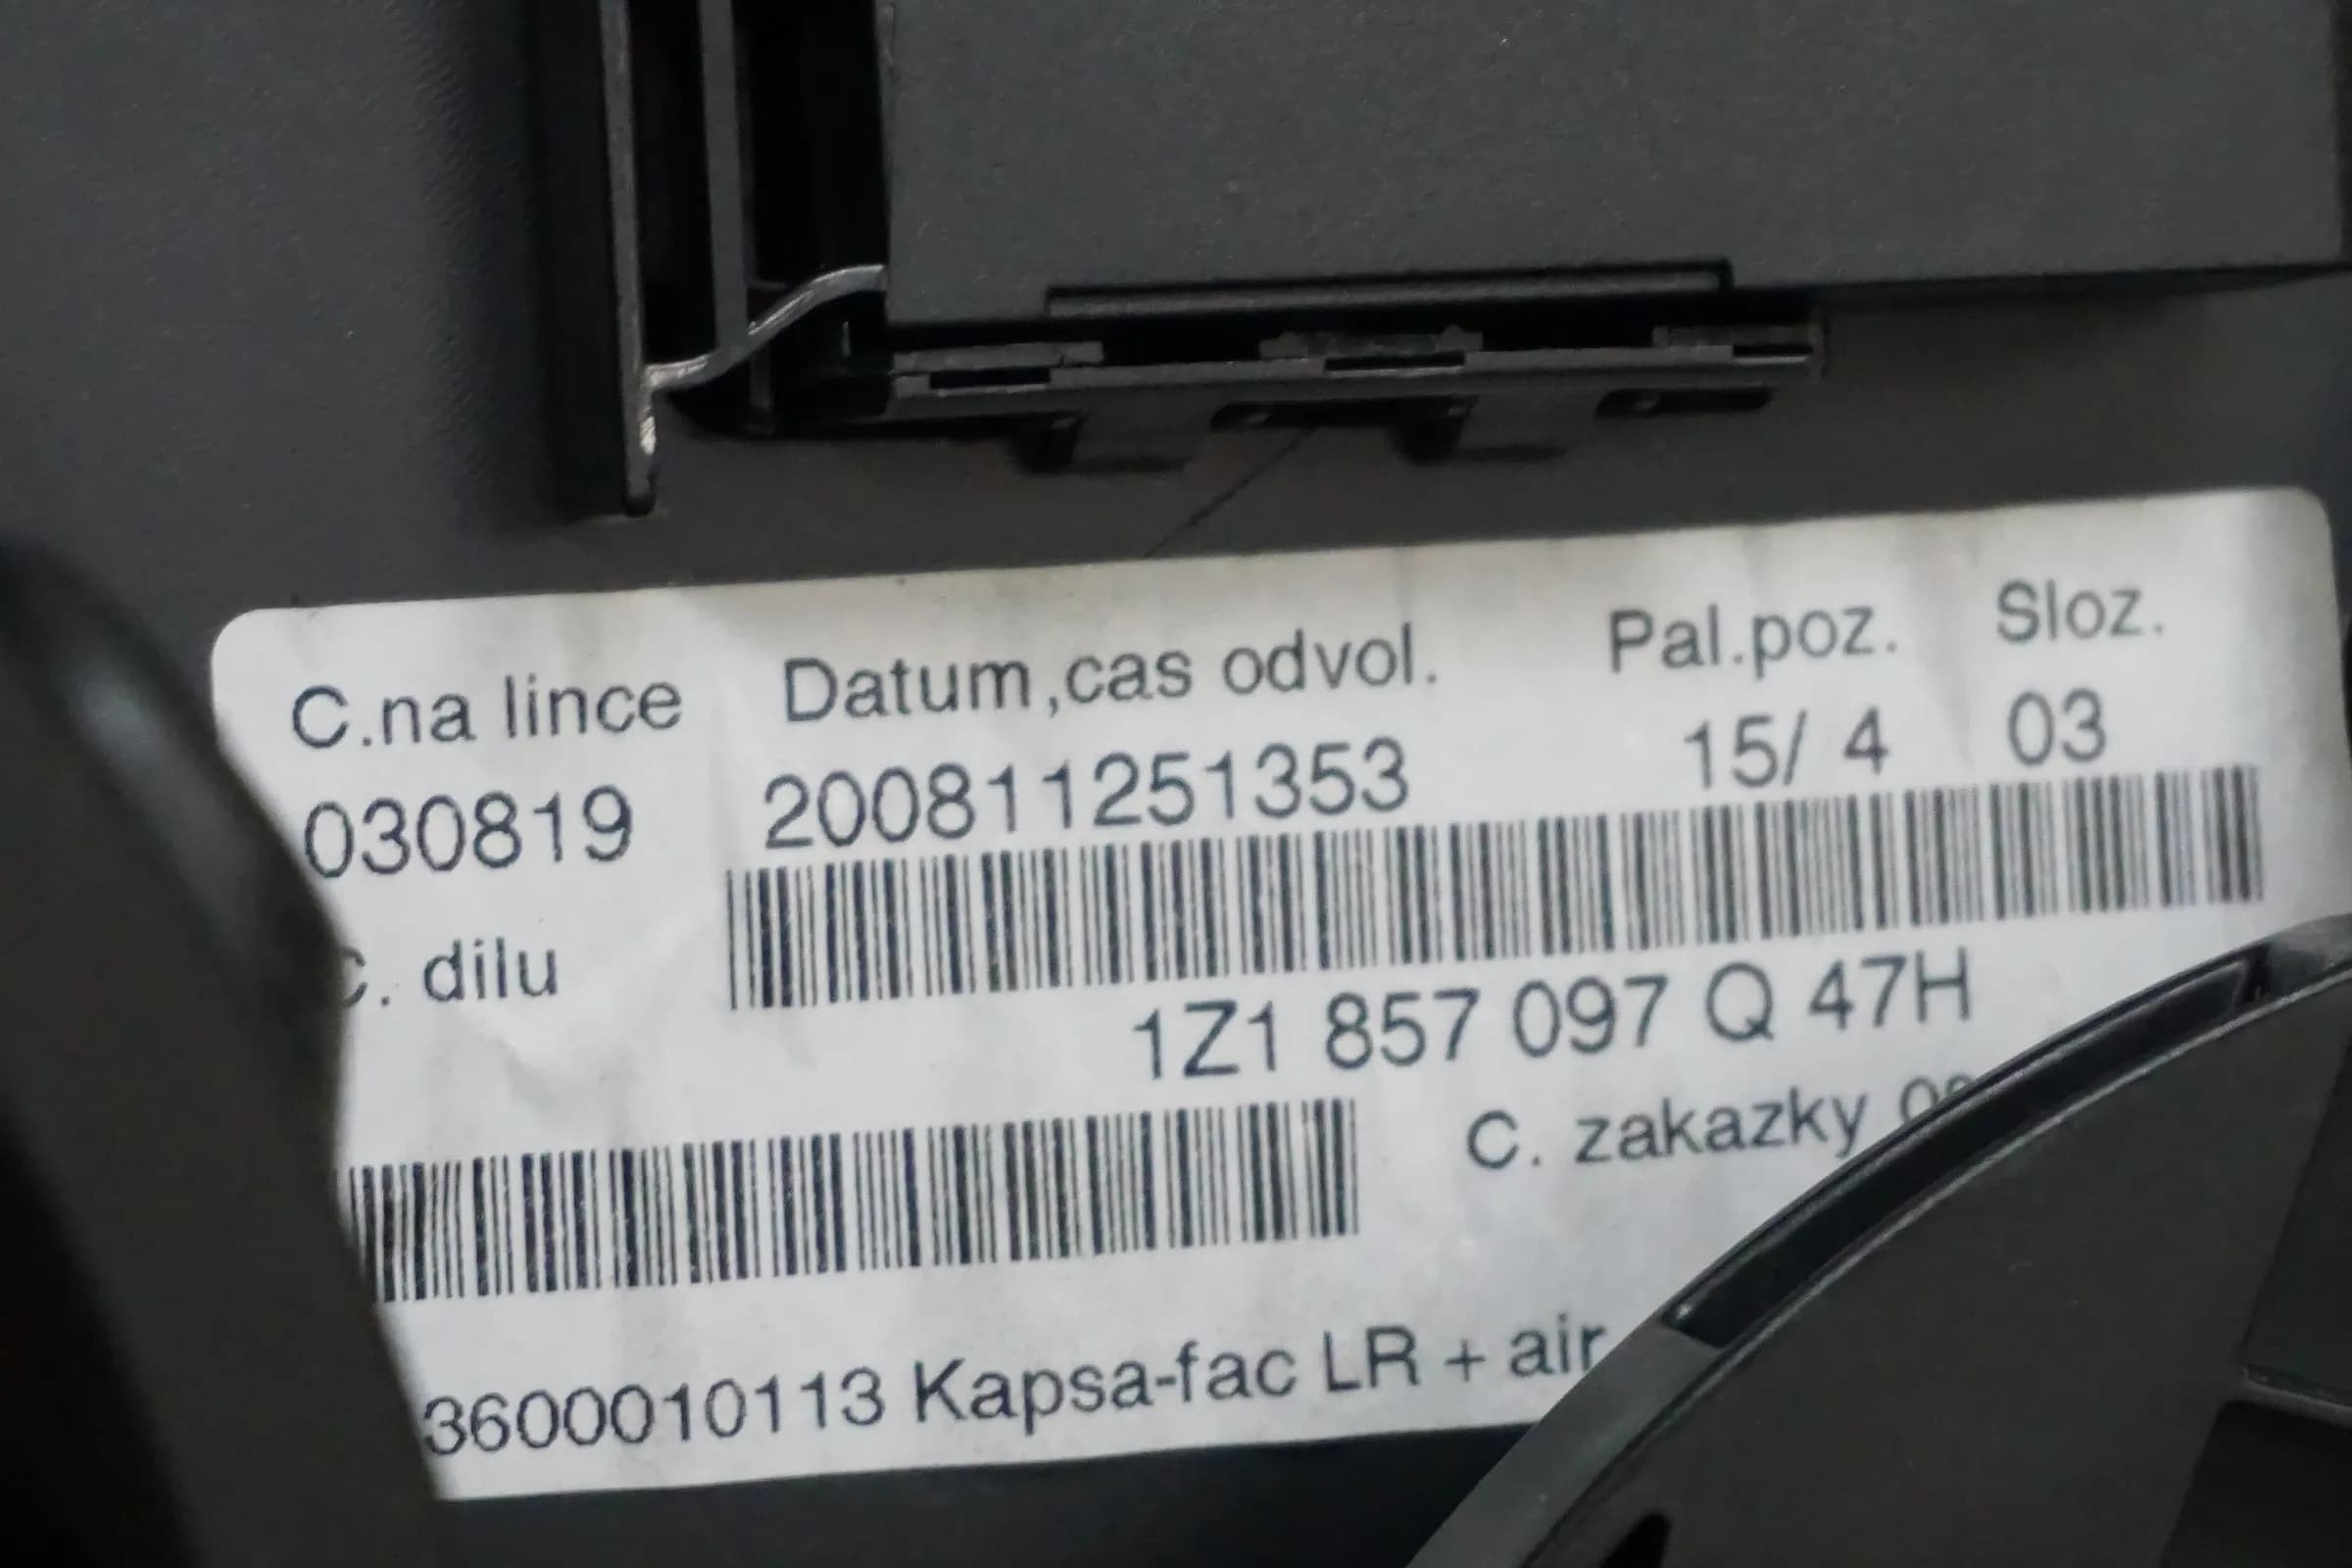 C.na lince Datum,cas odvol. Pal.poz. Sloz.
030819 200811251353 15/ 4 03
C. dilu
1Z1 857 097 Q 47H
C. zakazky
3600010113 Kapsa-fac LR + air